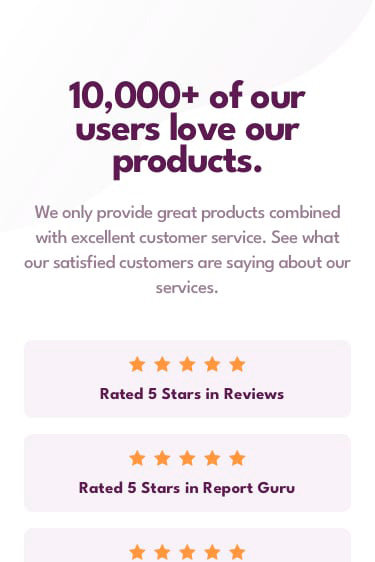 10,000+ of our
users love our
products.
We only provide great products combined
with excellent customer service. See what
our satisfied customers are saying about our
services.
Rated 5 Stars in Reviews
Rated 5 Stars in Report Guru